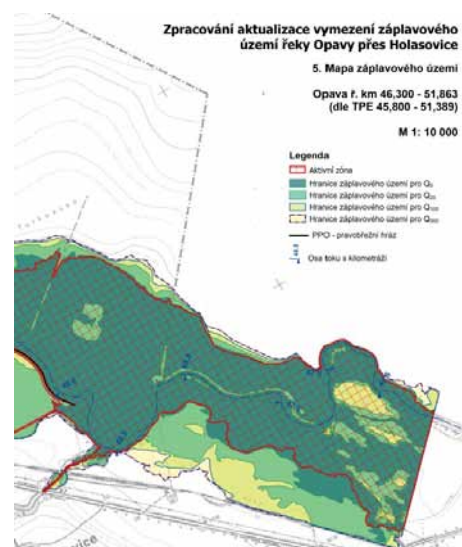 Zpracování aktualizace vymezení záplavového
území řeky Opavy přes Holasovice
5. Mapa záplavového území
Opava ř. km 46,300 - 51,863
(dle TPE 45,800 - 51,389)
M 1: 10 000
Legenda
Aktivní zóna
Hranice záplavového území pro Q₅
Hranice záplavového území pro Q₂₀
Hranice záplavového území pro Q₁₀₀
Hranice záplavového území pro Q₅₀₀
PPO - pravobřežní hráz
Osa toku s kilometráží